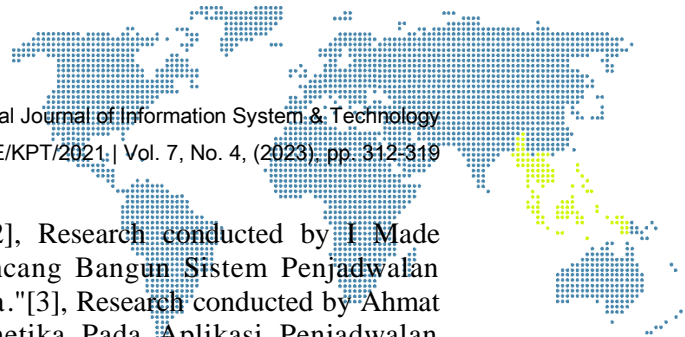 al Journal of Information System & Technology
E/KPT/2021 | Vol. 7, No. 4, (2023), pp. 312-319
2], Research conducted by I Made
ncang Bangun Sistem Penjadwalan
a."[3], Research conducted by Ahmat
netika Pada Aplikasi Penjadwalan